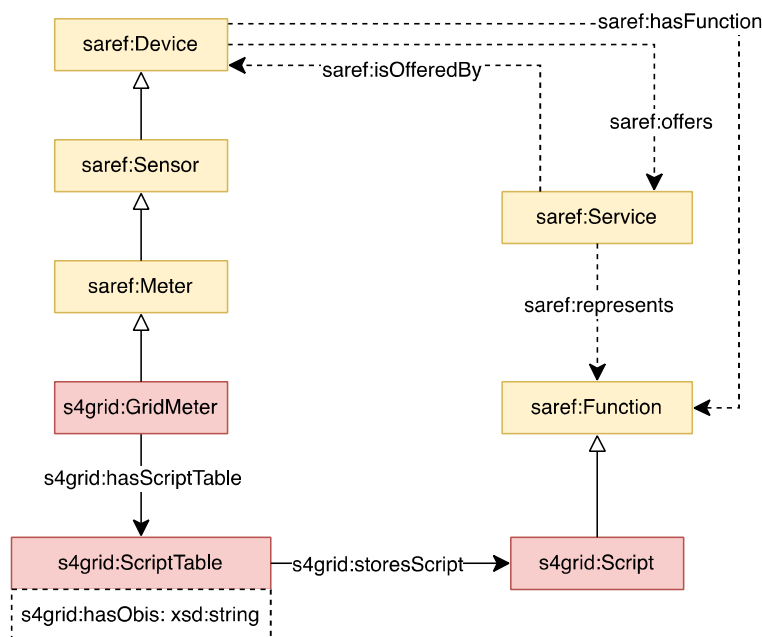 saref:hasFunction
saref:Device
saref:isOfferedBy
saref:offers
saref:Sensor
saref:Service
saref:Meter
saref:represents
s4grid:GridMeter
saref:Function
s4grid:hasScriptTable
s4grid:ScriptTable
s4grid:storesScript
s4grid:Script
s4grid:hasObis: xsd:string